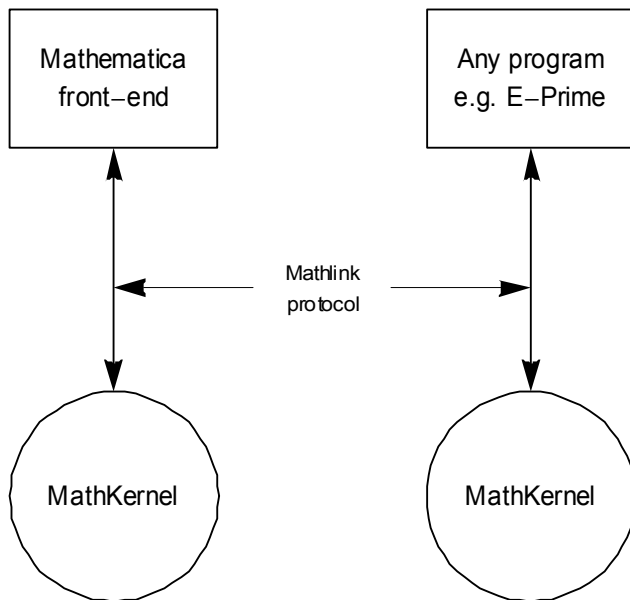 Mathematica
front−end
Any program
e.g. E−Prime
Mathlink
protocol
MathKernel
MathKernel